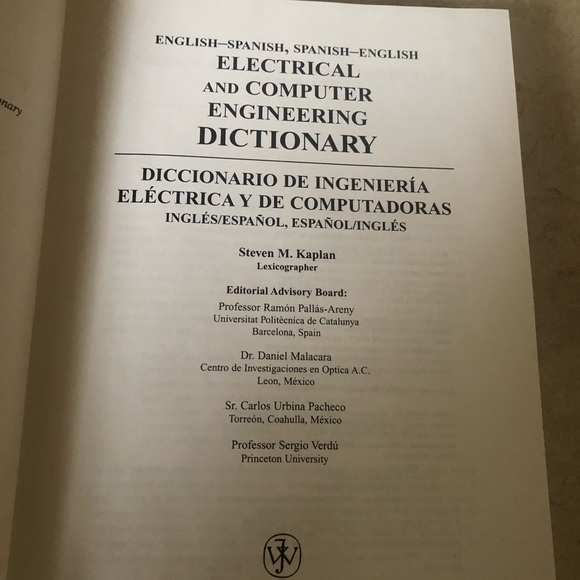 ENGLISH–SPANISH, SPANISH–ENGLISH
ELECTRICAL
AND COMPUTER
ENGINEERING
DICTIONARY
DICCIONARIO DE INGENIERÍA
ELÉCTRICA Y DE COMPUTADORAS
INGLÉS/ESPAÑOL, ESPAÑOL/INGLÉS
Steven M. Kaplan
Lexicographer
Editorial Advisory Board:
Professor Ramón Pallás-Areny
Universitat Politècnica de Catalunya
Barcelona, Spain
Dr. Daniel Malacara
Centro de Investigaciones en Optica A.C.
Leon, México
Sr. Carlos Urbina Pacheco
Torreón, Coahulla, México
Professor Sergio Verdú
Princeton University